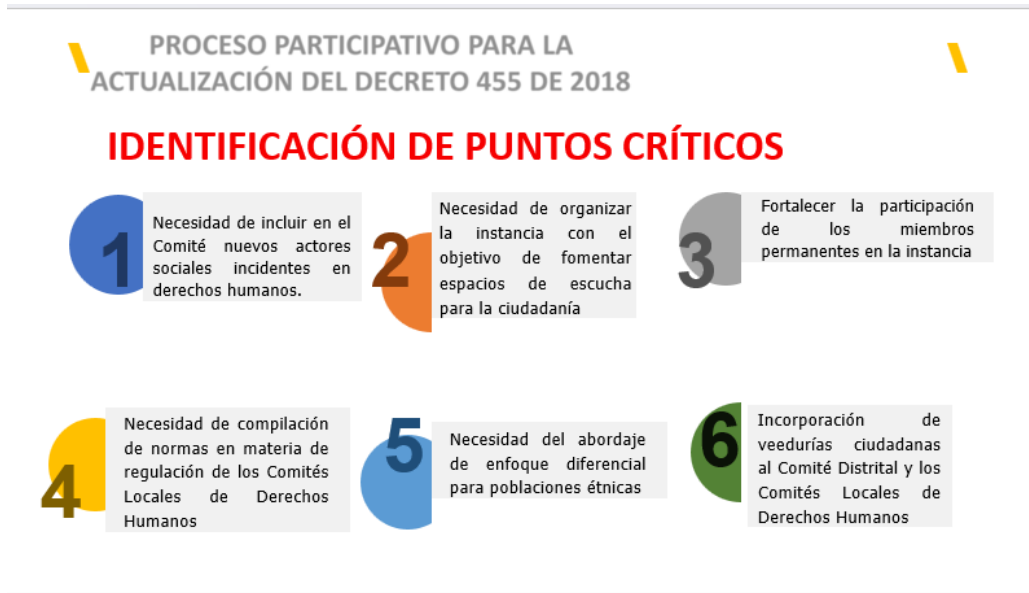 PROCESO PARTICIPATIVO PARA LA
ACTUALIZACIÓN DEL DECRETO 455 DE 2018
IDENTIFICACIÓN DE PUNTOS CRÍTICOS
1
Necesidad de incluir en el
Comité nuevos actores
sociales incidentes en
derechos humanos.
2
Necesidad de organizar
la instancia con el
objetivo de fomentar
espacios de escucha
para la ciudadanía
3
Fortalecer la participación
de los miembros
permanentes en la instancia
4
Necesidad de compilación
de normas en materia de
regulación de los Comités
Locales de Derechos
Humanos
5
Necesidad del abordaje
de enfoque diferencial
para poblaciones étnicas
6
Incorporación de
veedurías ciudadanas
al Comité Distrital y los
Comités Locales de
Derechos Humanos